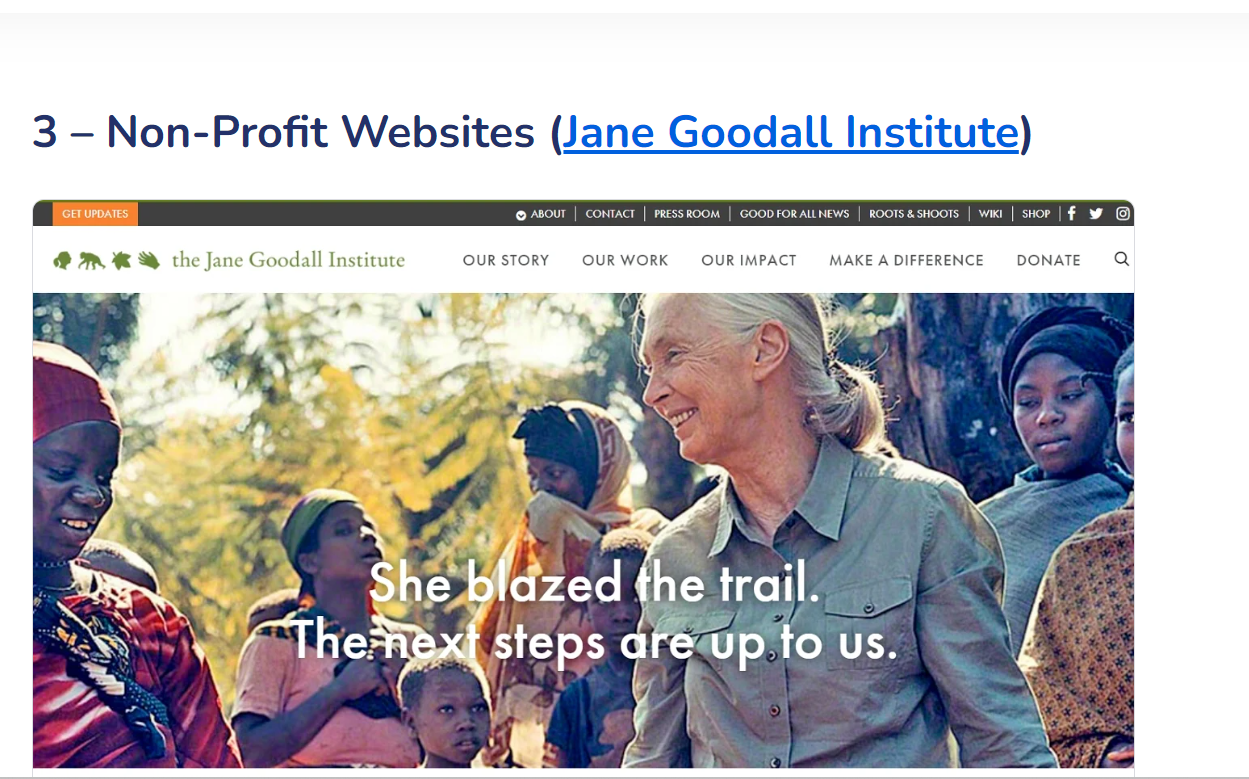 3 – Non-Profit Websites (Jane Goodall Institute)
GET UPDATES ABOUT CONTACT PRESS ROOM GOOD FOR ALL NEWS ROOTS & SHOOTS WIKI SHOP
the Jane Goodall Institute OUR STORY OUR WORK OUR IMPACT MAKE A DIFFERENCE DONATE
She blazed the trail.
The next steps are up to us.